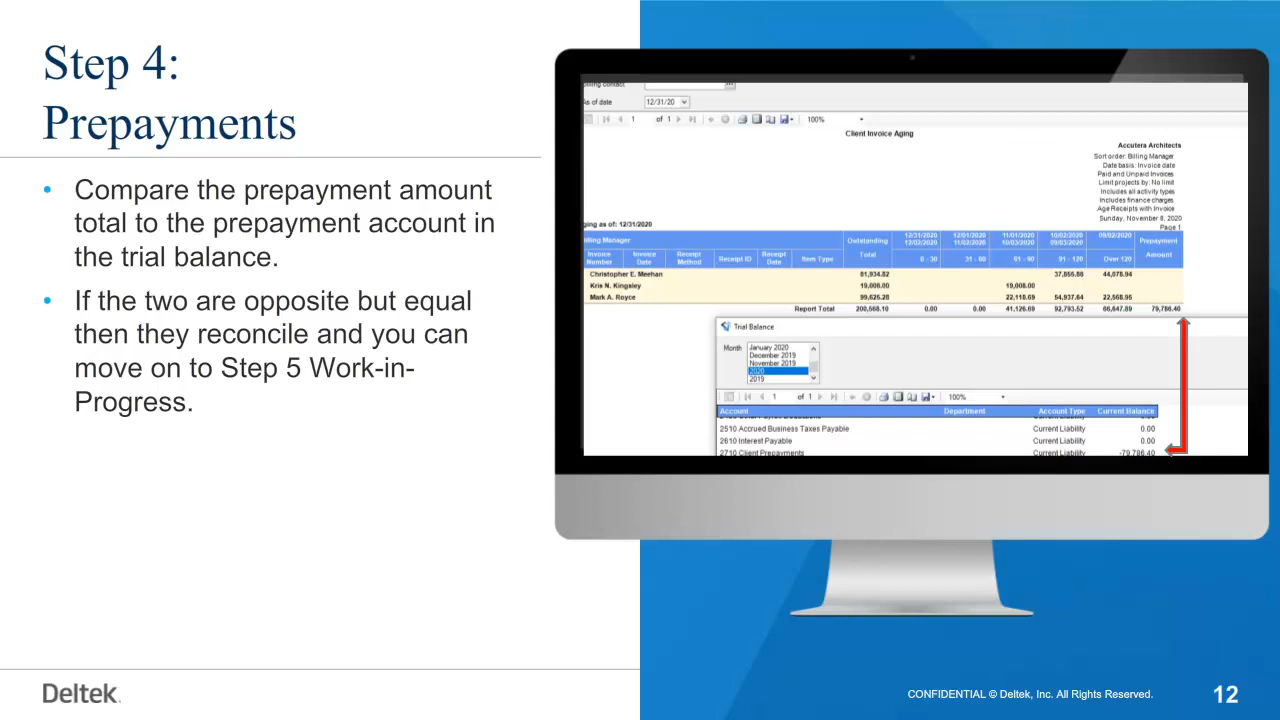 Step 4:
Prepayments
• Compare the prepayment amount
total to the prepayment account in
the trial balance.
• If the two are opposite but equal
then they reconcile and you can
move on to Step 5 Work-in-
Progress.
As of date 12/31/20
1 of 1 100%
Client Invoice Aging
Accutera Architects
Sort order: Billing Manager
Date basis: Invoice date
Paid and Unpaid Invoices
Limit projects by: No limit
Includes all activity types
Includes finance charges
Age Receipts with Invoice
Sunday, November 8, 2020
Page 1
ging as of: 12/31/2020
illing Manager Outstanding 12/31/2020 12/01/2020 11/01/2020 10/02/2020 09/02/2020 Prepayment
12/02/2020 11/02/2020 10/03/2020 09/03/2020
Invoice Invoice Receipt Receipt ID Receipt Item Type Total 0 - 30 31 - 60 61 - 90 91 - 120 Over 120 Amount
Number Date Method Date
Christopher E. Meehan 81,934.82 37,855.88 44,078.94
Kris N. Kingsley 19,008.00 19,008.00
Mark A. Royce 99,625.28 22,118.69 54,937.64 22,568.95
Report Total 200,568.10 0.00 0.00 41,126.69 92,793.52 66,647.89 79,786.40
Trial Balance
Month January 2020
December 2019
November 2019
2020
2019
1 of 1 100%
Account Department Account Type Current Balance
2510 Accrued Business Taxes Payable Current Liability 0.00
2610 Interest Payable Current Liability 0.00
2710 Client Prepayments Current Liability -79,786.40
Deltek.
CONFIDENTIAL © Deltek, Inc. All Rights Reserved. 12